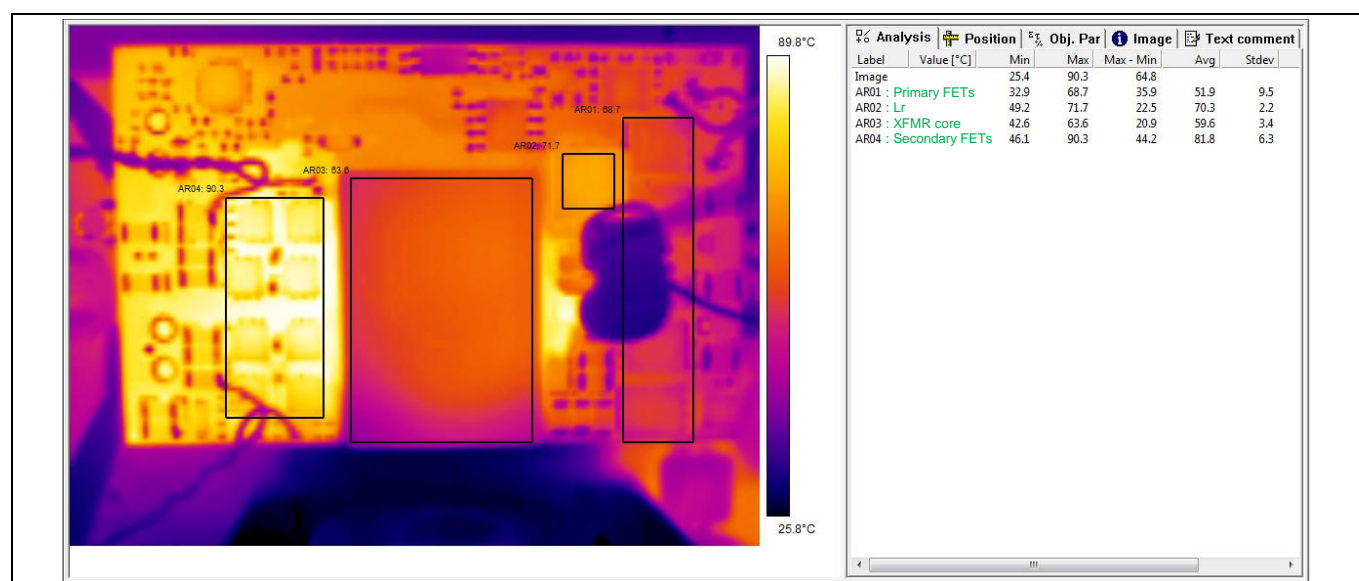 89.8°C
AR01: 68.7
AR02: 71.7
AR03: 63.6
AR04: 90.3
25.8°C
Analysis Position Obj. Par Image Text comment
Label Value [°C] Min Max Max - Min Avg Stdev
Image 25.4 90.3 64.8
AR01 : Primary FETs 32.9 68.7 35.9 51.9 9.5
AR02 : Lr 49.2 71.7 22.5 70.3 2.2
AR03 : XFMR core 42.6 63.6 20.9 59.6 3.4
AR04 : Secondary FETs 46.1 90.3 44.2 81.8 6.3